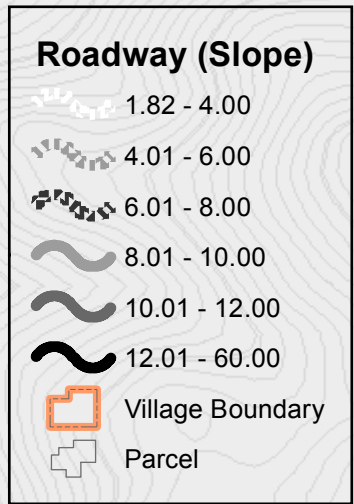 Roadway (Slope)
1.82 - 4.00
4.01 - 6.00
6.01 - 8.00
8.01 - 10.00
10.01 - 12.00
12.01 - 60.00
Village Boundary
Parcel